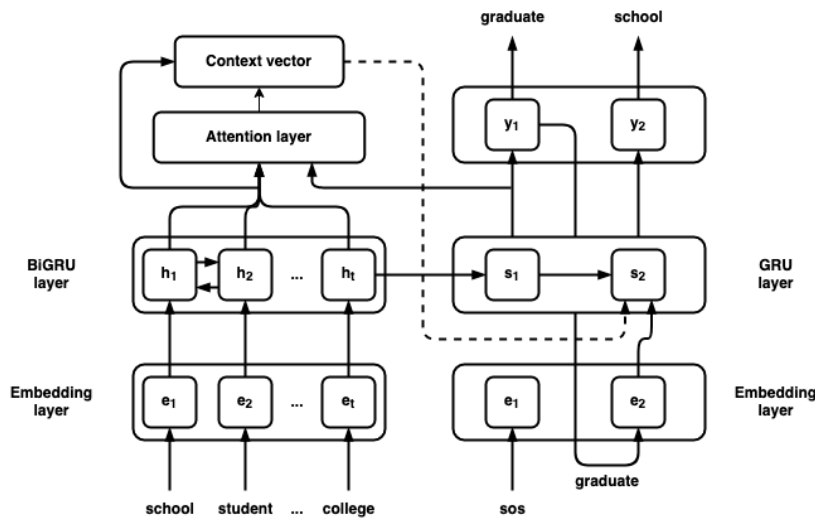 graduate
school
Context vector
y1
y2
Attention layer
BiGRU
layer
h1
h2
...
ht
s1
s2
GRU
layer
Embedding
layer
e1
e2
...
et
e1
e2
Embedding
layer
graduate
school
student
...
college
sos